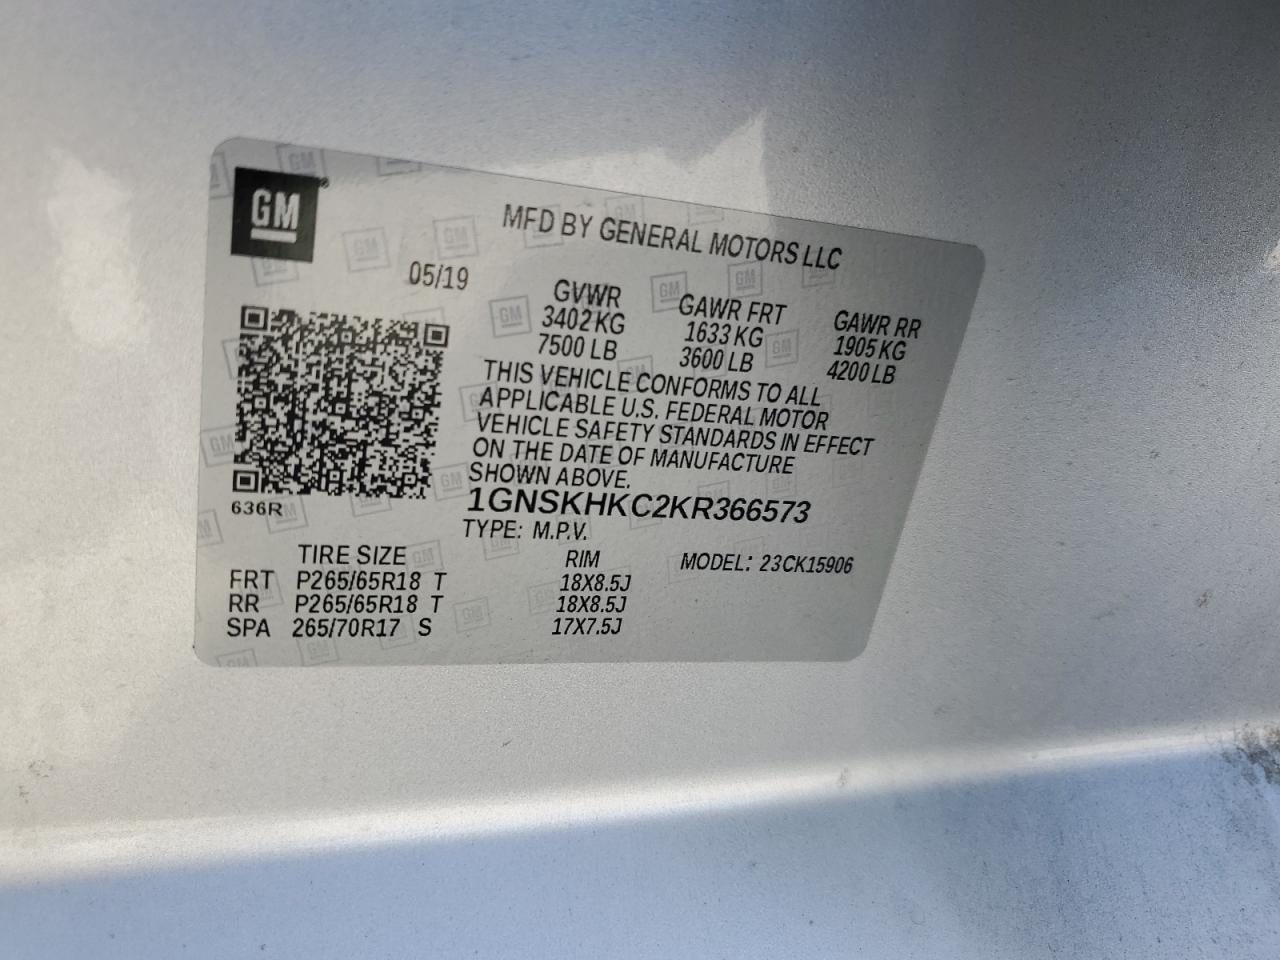 GM
MFD BY GENERAL MOTORS LLC
05/19
GVWR GAWR FRT GAWR RR
3402 KG 1633 KG 1905 KG
7500 LB 3600 LB 4200 LB
THIS VEHICLE CONFORMS TO ALL
APPLICABLE U.S. FEDERAL MOTOR
VEHICLE SAFETY STANDARDS IN EFFECT
ON THE DATE OF MANUFACTURE
SHOWN ABOVE.
1GNSKHKC2KR366573
636R
TYPE: M.P.V.
TIRE SIZE RIM MODEL: 23CK15906
FRT P265/65R18 T 18X8.5J
RR P265/65R18 T 18X8.5J
SPA 265/70R17 S 17X7.5J